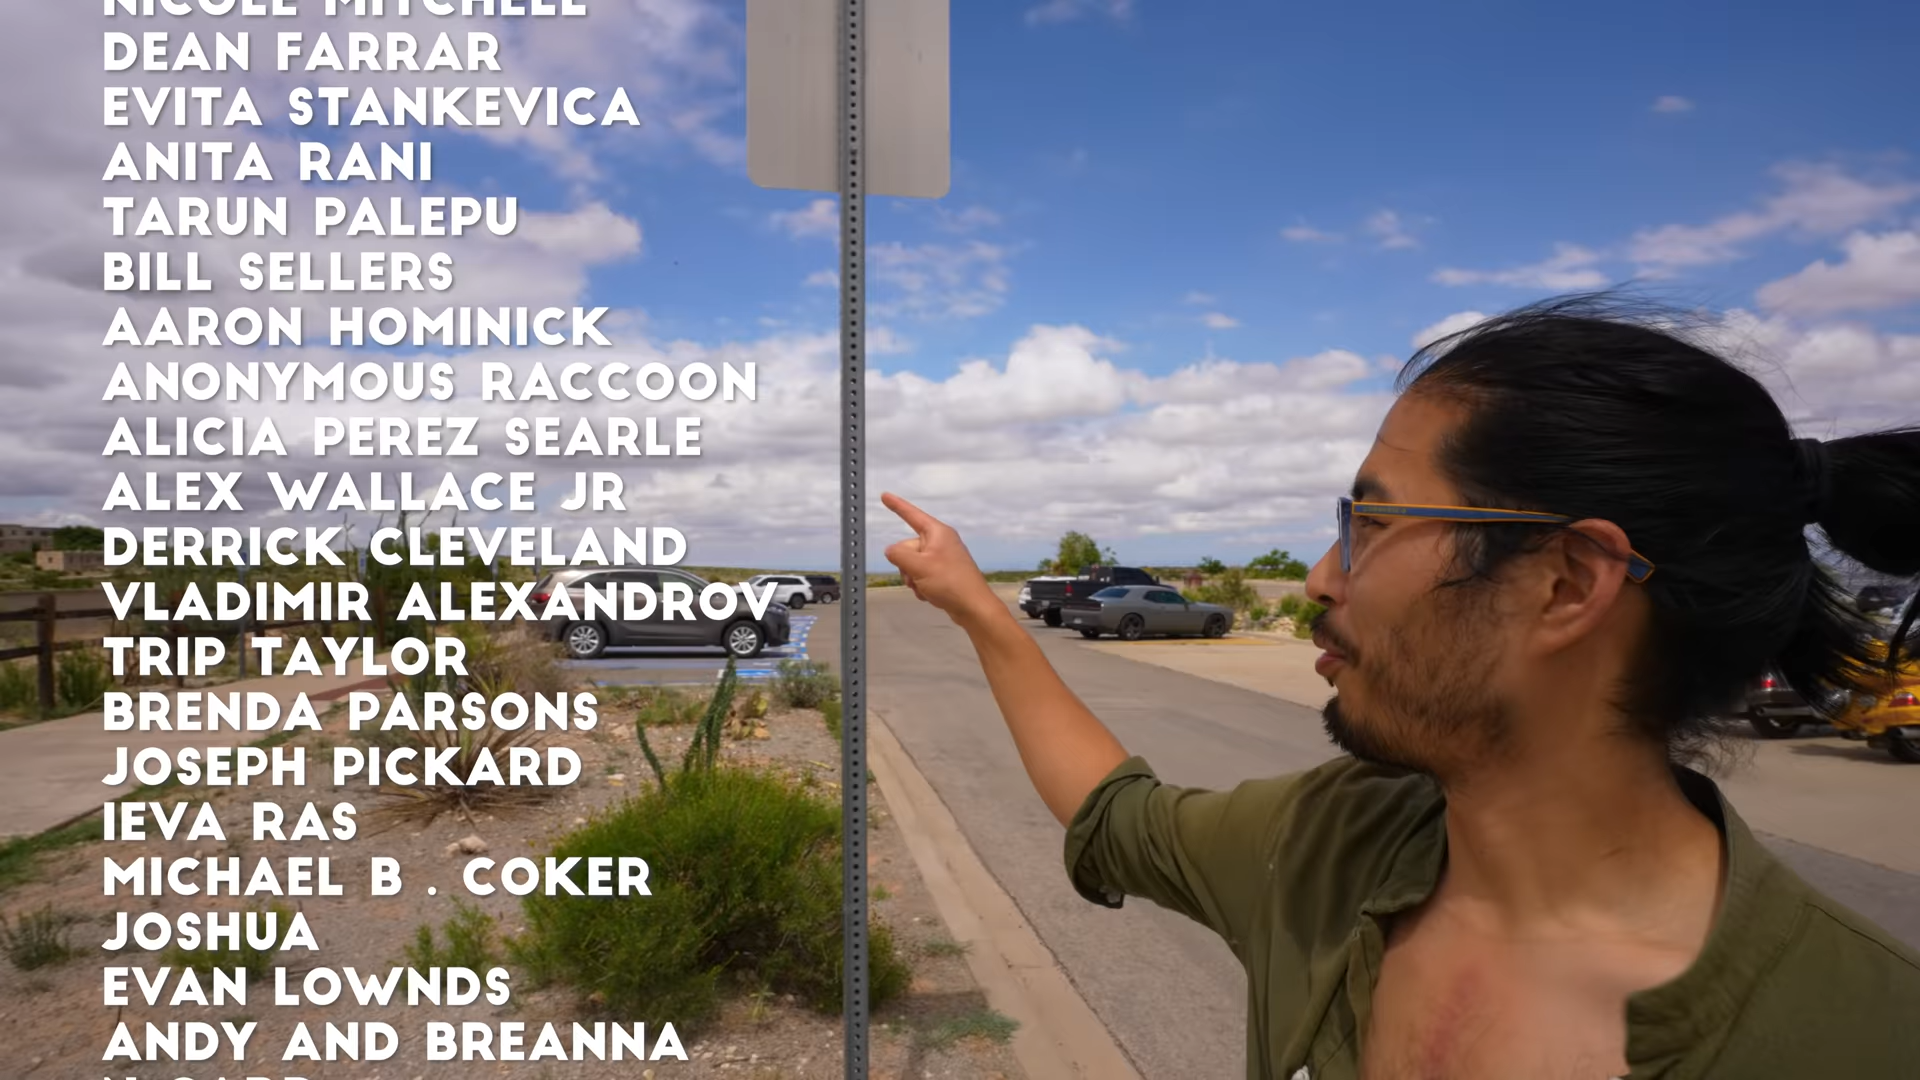 NICOLE MITCHELL
DEAN FARRAR
EVITA STANKEVICA
ANITA RANI
TARUN PALEPU
BILL SELLERS
AARON HOMINICK
ANONYMOUS RACCOON
ALICIA PEREZ SEARLE
ALEX WALLACE JR
DERRICK CLEVELAND
VLADIMIR ALEXANDROV
TRIP TAYLOR
BRENDA PARSONS
JOSEPH PICKARD
IEVA RAS
MICHAEL B . COKER
JOSHUA
EVAN LOWNDS
ANDY AND BREANNA